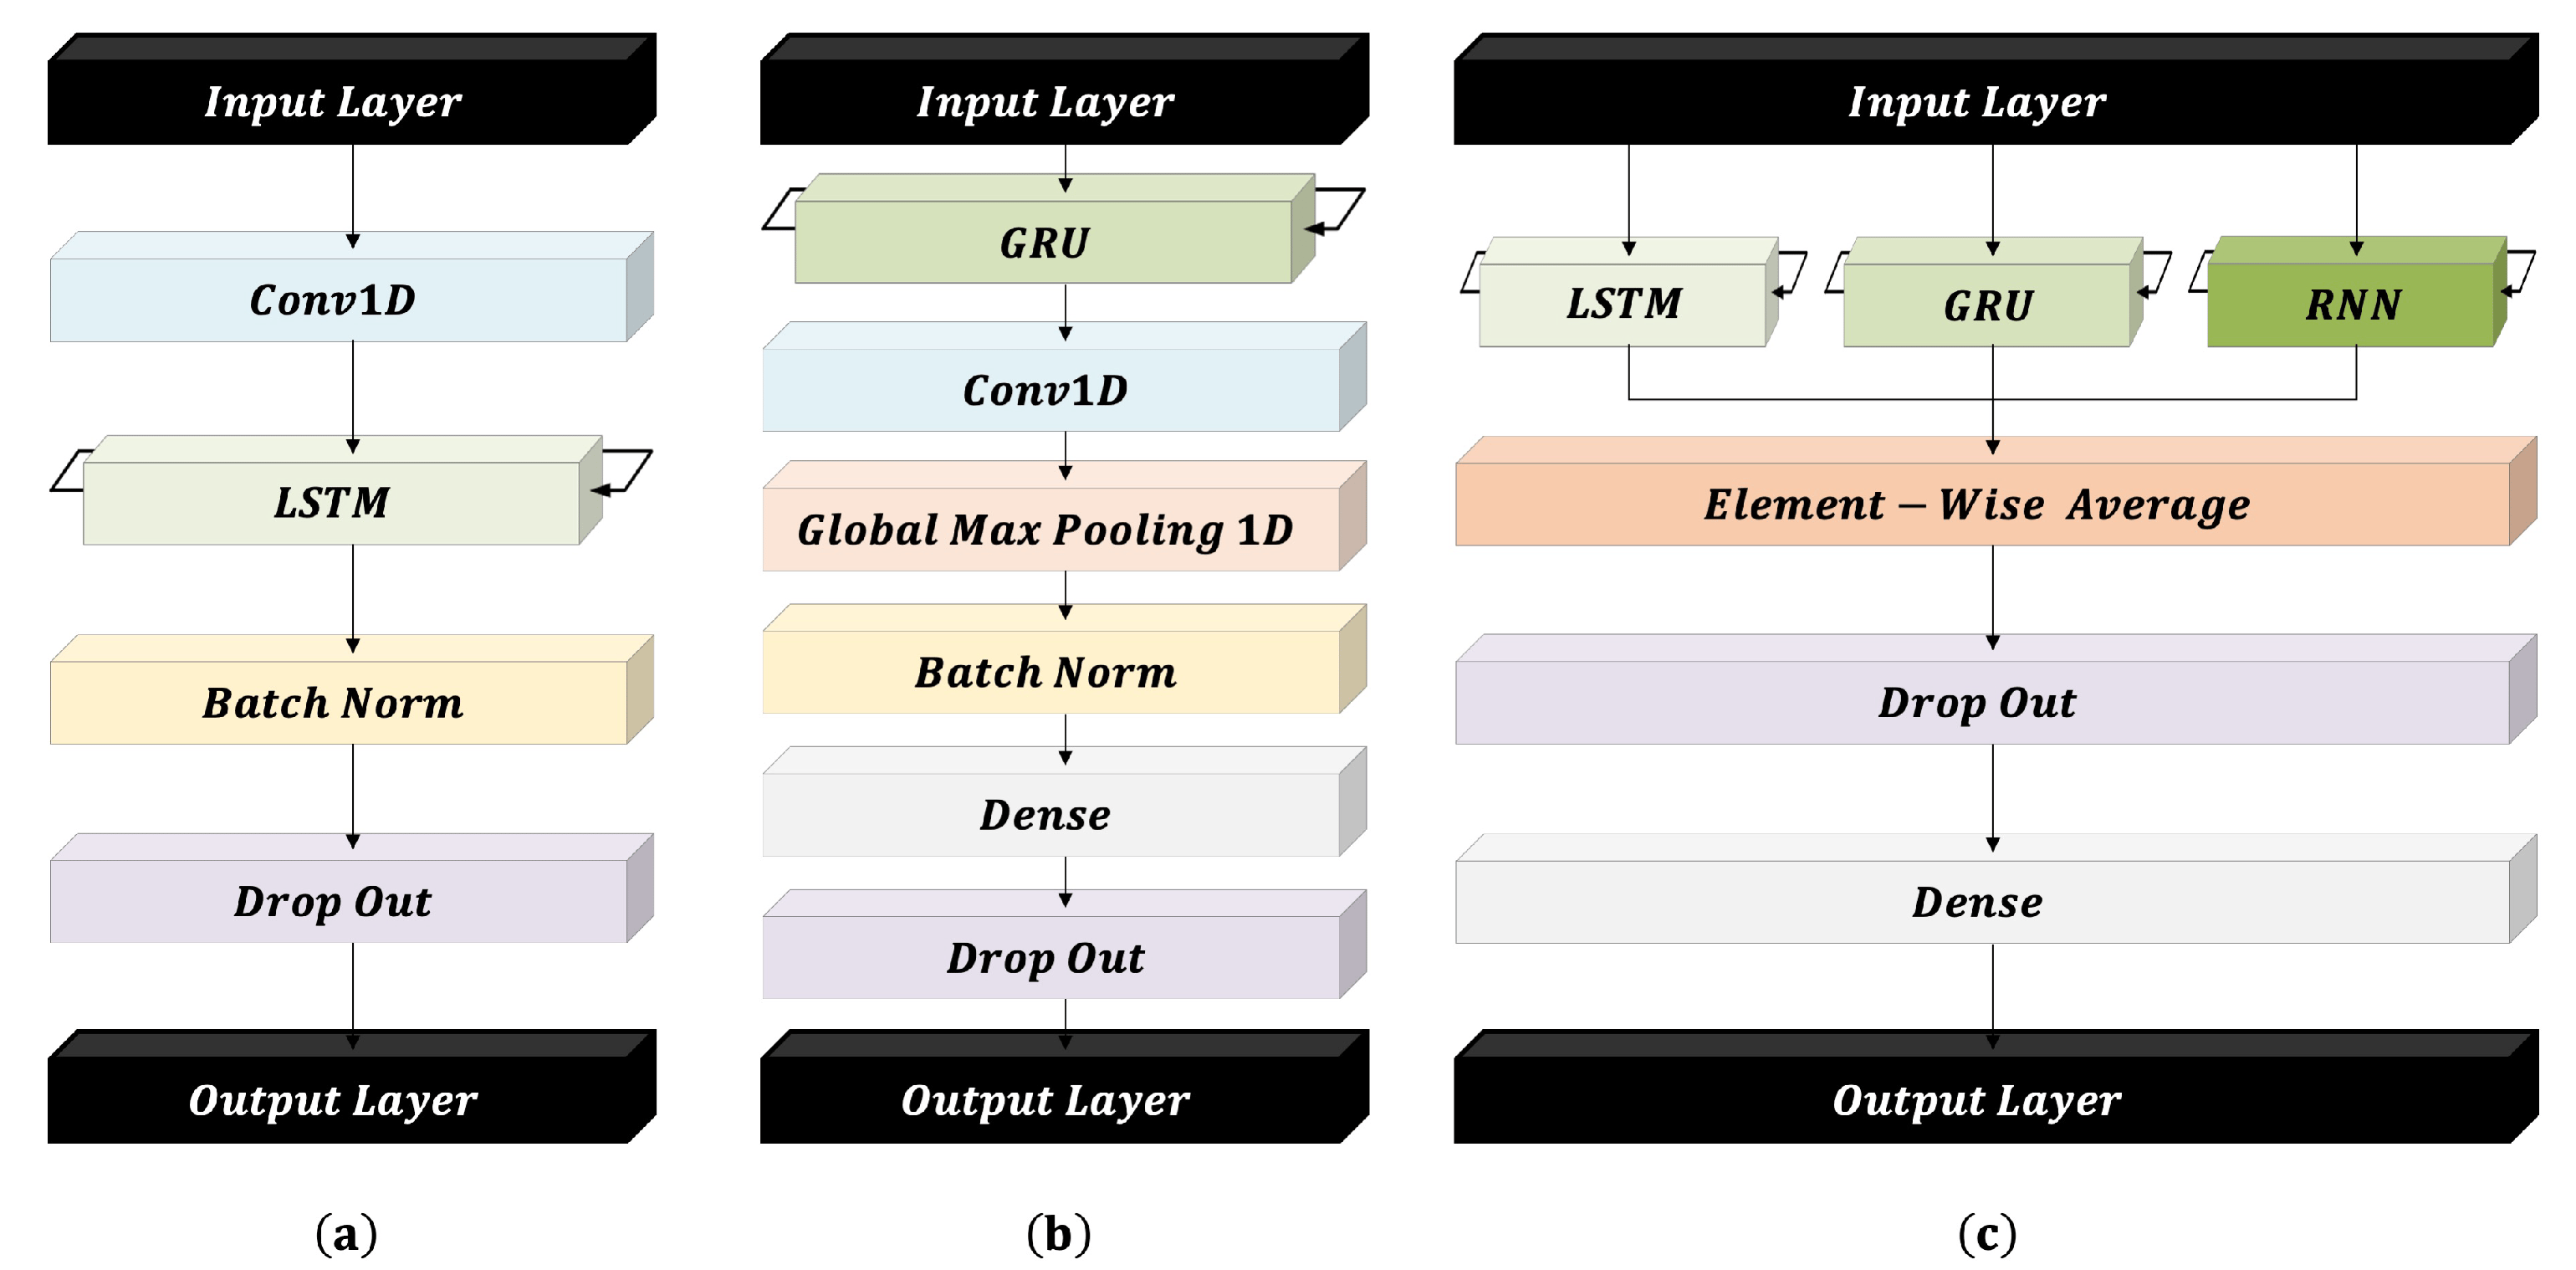 Input Layer
Conv1D
LSTM
Batch Norm
Drop Out
Output Layer
(a)
Input Layer
GRU
Conv1D
Global Max Pooling 1D
Batch Norm
Dense
Drop Out
Output Layer
(b)
Input Layer
LSTM
GRU
RNN
Element − Wise Average
Drop Out
Dense
Output Layer
(c)